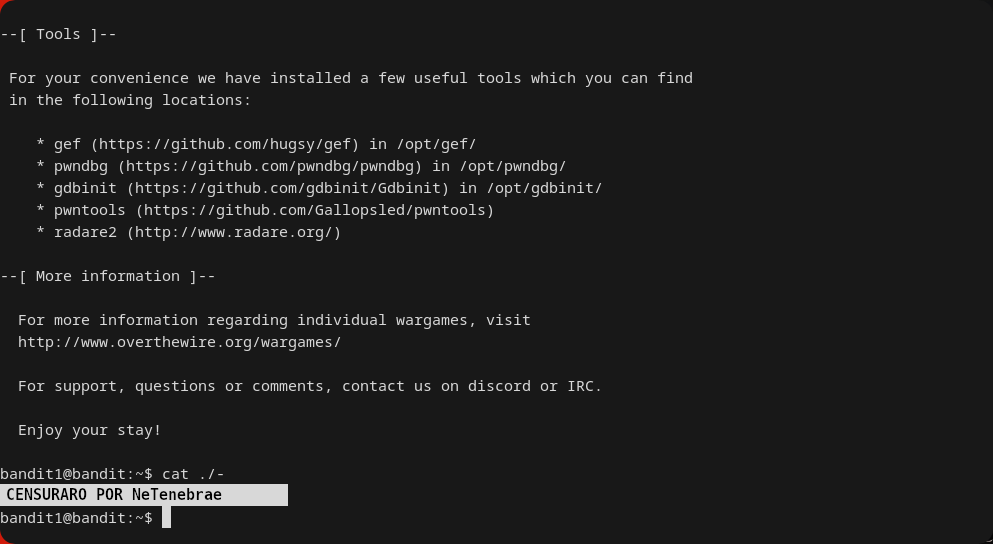 --[ Tools ]--
For your convenience we have installed a few useful tools which you can find
in the following locations:
* gef (https://github.com/hugsy/gef) in /opt/gef/
* pwndbg (https://github.com/pwndbg/pwndbg) in /opt/pwndbg/
* gdbinit (https://github.com/gdbinit/Gdbinit) in /opt/gdbinit/
* pwntools (https://github.com/Gallopsled/pwntools)
* radare2 (http://www.radare.org/)
--[ More information ]--
For more information regarding individual wargames, visit
http://www.overthewire.org/wargames/
For support, questions or comments, contact us on discord or IRC.
Enjoy your stay!
bandit1@bandit:~$ cat ./-
CENSURARO POR NeTenebrae
bandit1@bandit:~$